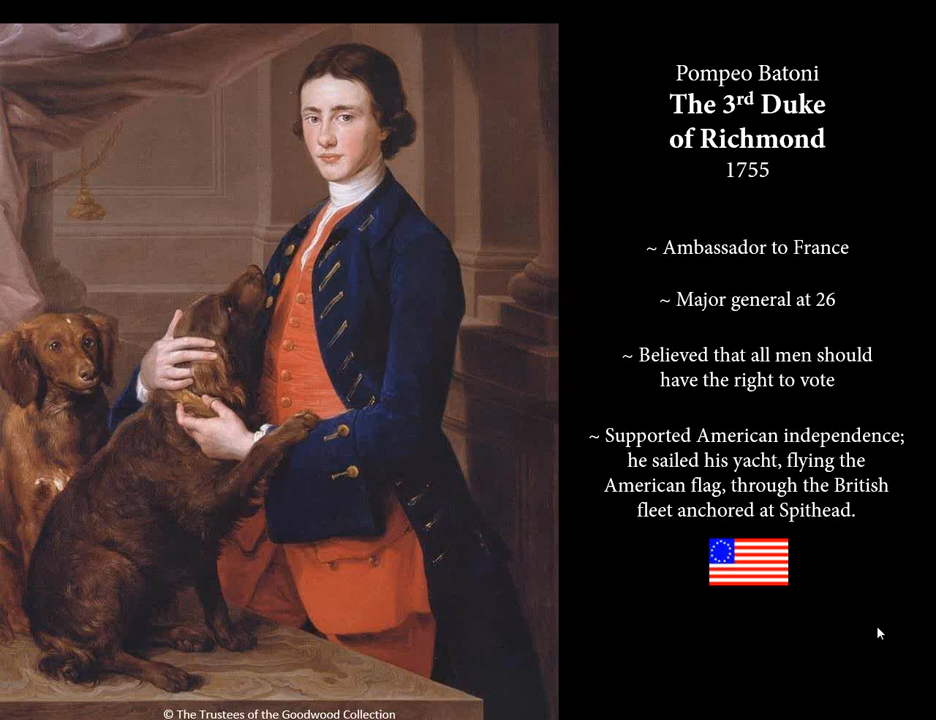 Pompeo Batoni
The 3rd Duke
of Richmond
1755
~ Ambassador to France
~ Major general at 26
~ Believed that all men should
have the right to vote
~ Supported American independence;
he sailed his yacht, flying the
American flag, through the British
fleet anchored at Spithead.
© The Trustees of the Goodwood Collection